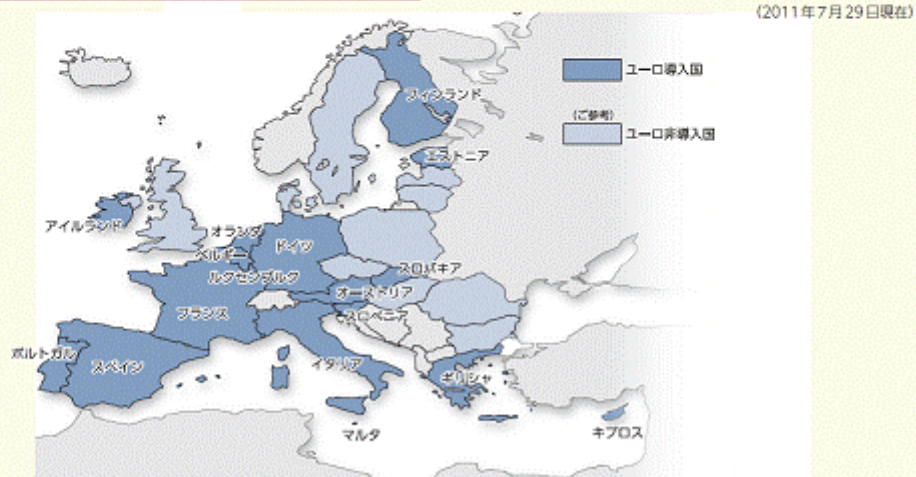 (2011年7月29日現在)
ユーロ導入国
(ご参考)
ユーロ非導入国
フィンランド
エストニア
アイルランド
オランダ
ベルギー
ドイツ
ルクセンブルク
スロバキア
オーストリア
フランス
スロベニア
ポルトガル
スペイン
イタリア
ギリシャ
マルタ
キプロス